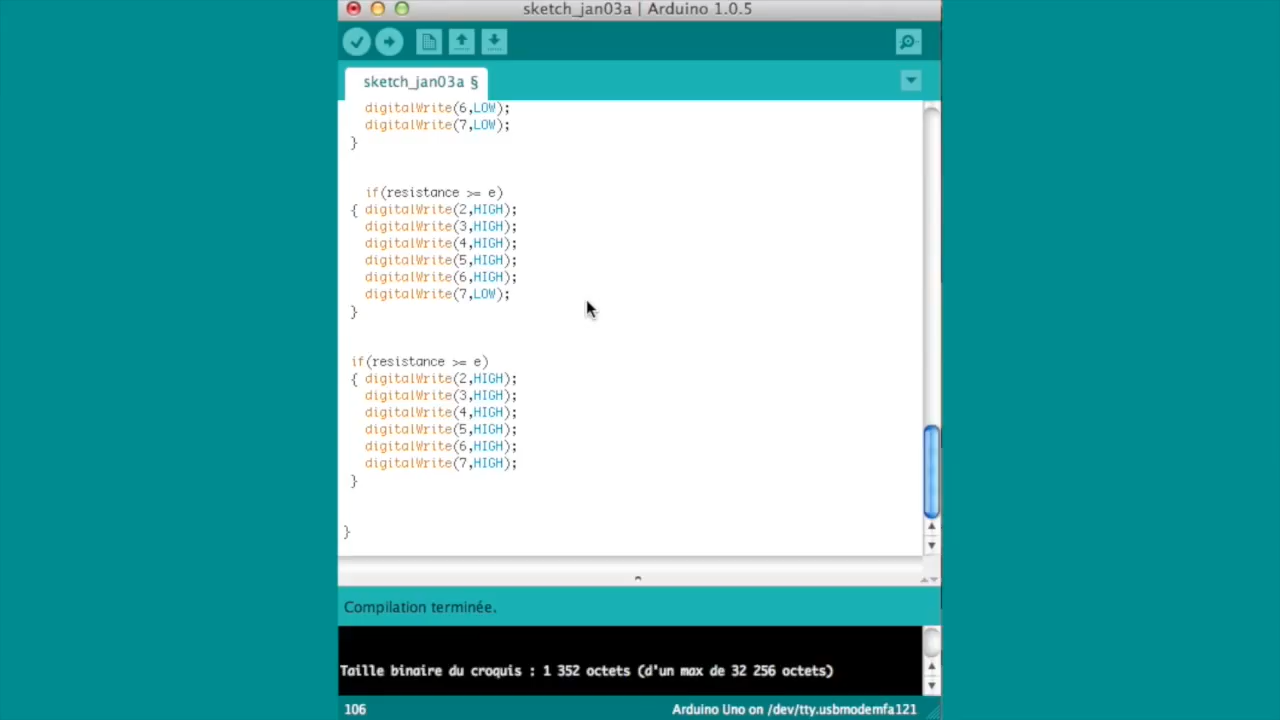 sketch_jan03a | Arduino 1.0.5
sketch_jan03a §
digitalWrite(6,LOW);
digitalWrite(7,LOW);
}
if(resistance >= e)
{ digitalWrite(2,HIGH);
digitalWrite(3,HIGH);
digitalWrite(4,HIGH);
digitalWrite(5,HIGH);
digitalWrite(6,HIGH);
digitalWrite(7,LOW);
}
if(resistance >= e)
{ digitalWrite(2,HIGH);
digitalWrite(3,HIGH);
digitalWrite(4,HIGH);
digitalWrite(5,HIGH);
digitalWrite(6,HIGH);
digitalWrite(7,HIGH);
}
}
Compilation terminée.
Taille binaire du croquis : 1 352 octets (d'un max de 32 256 octets)
106 Arduino Uno on /dev/tty.usbmodemfa121